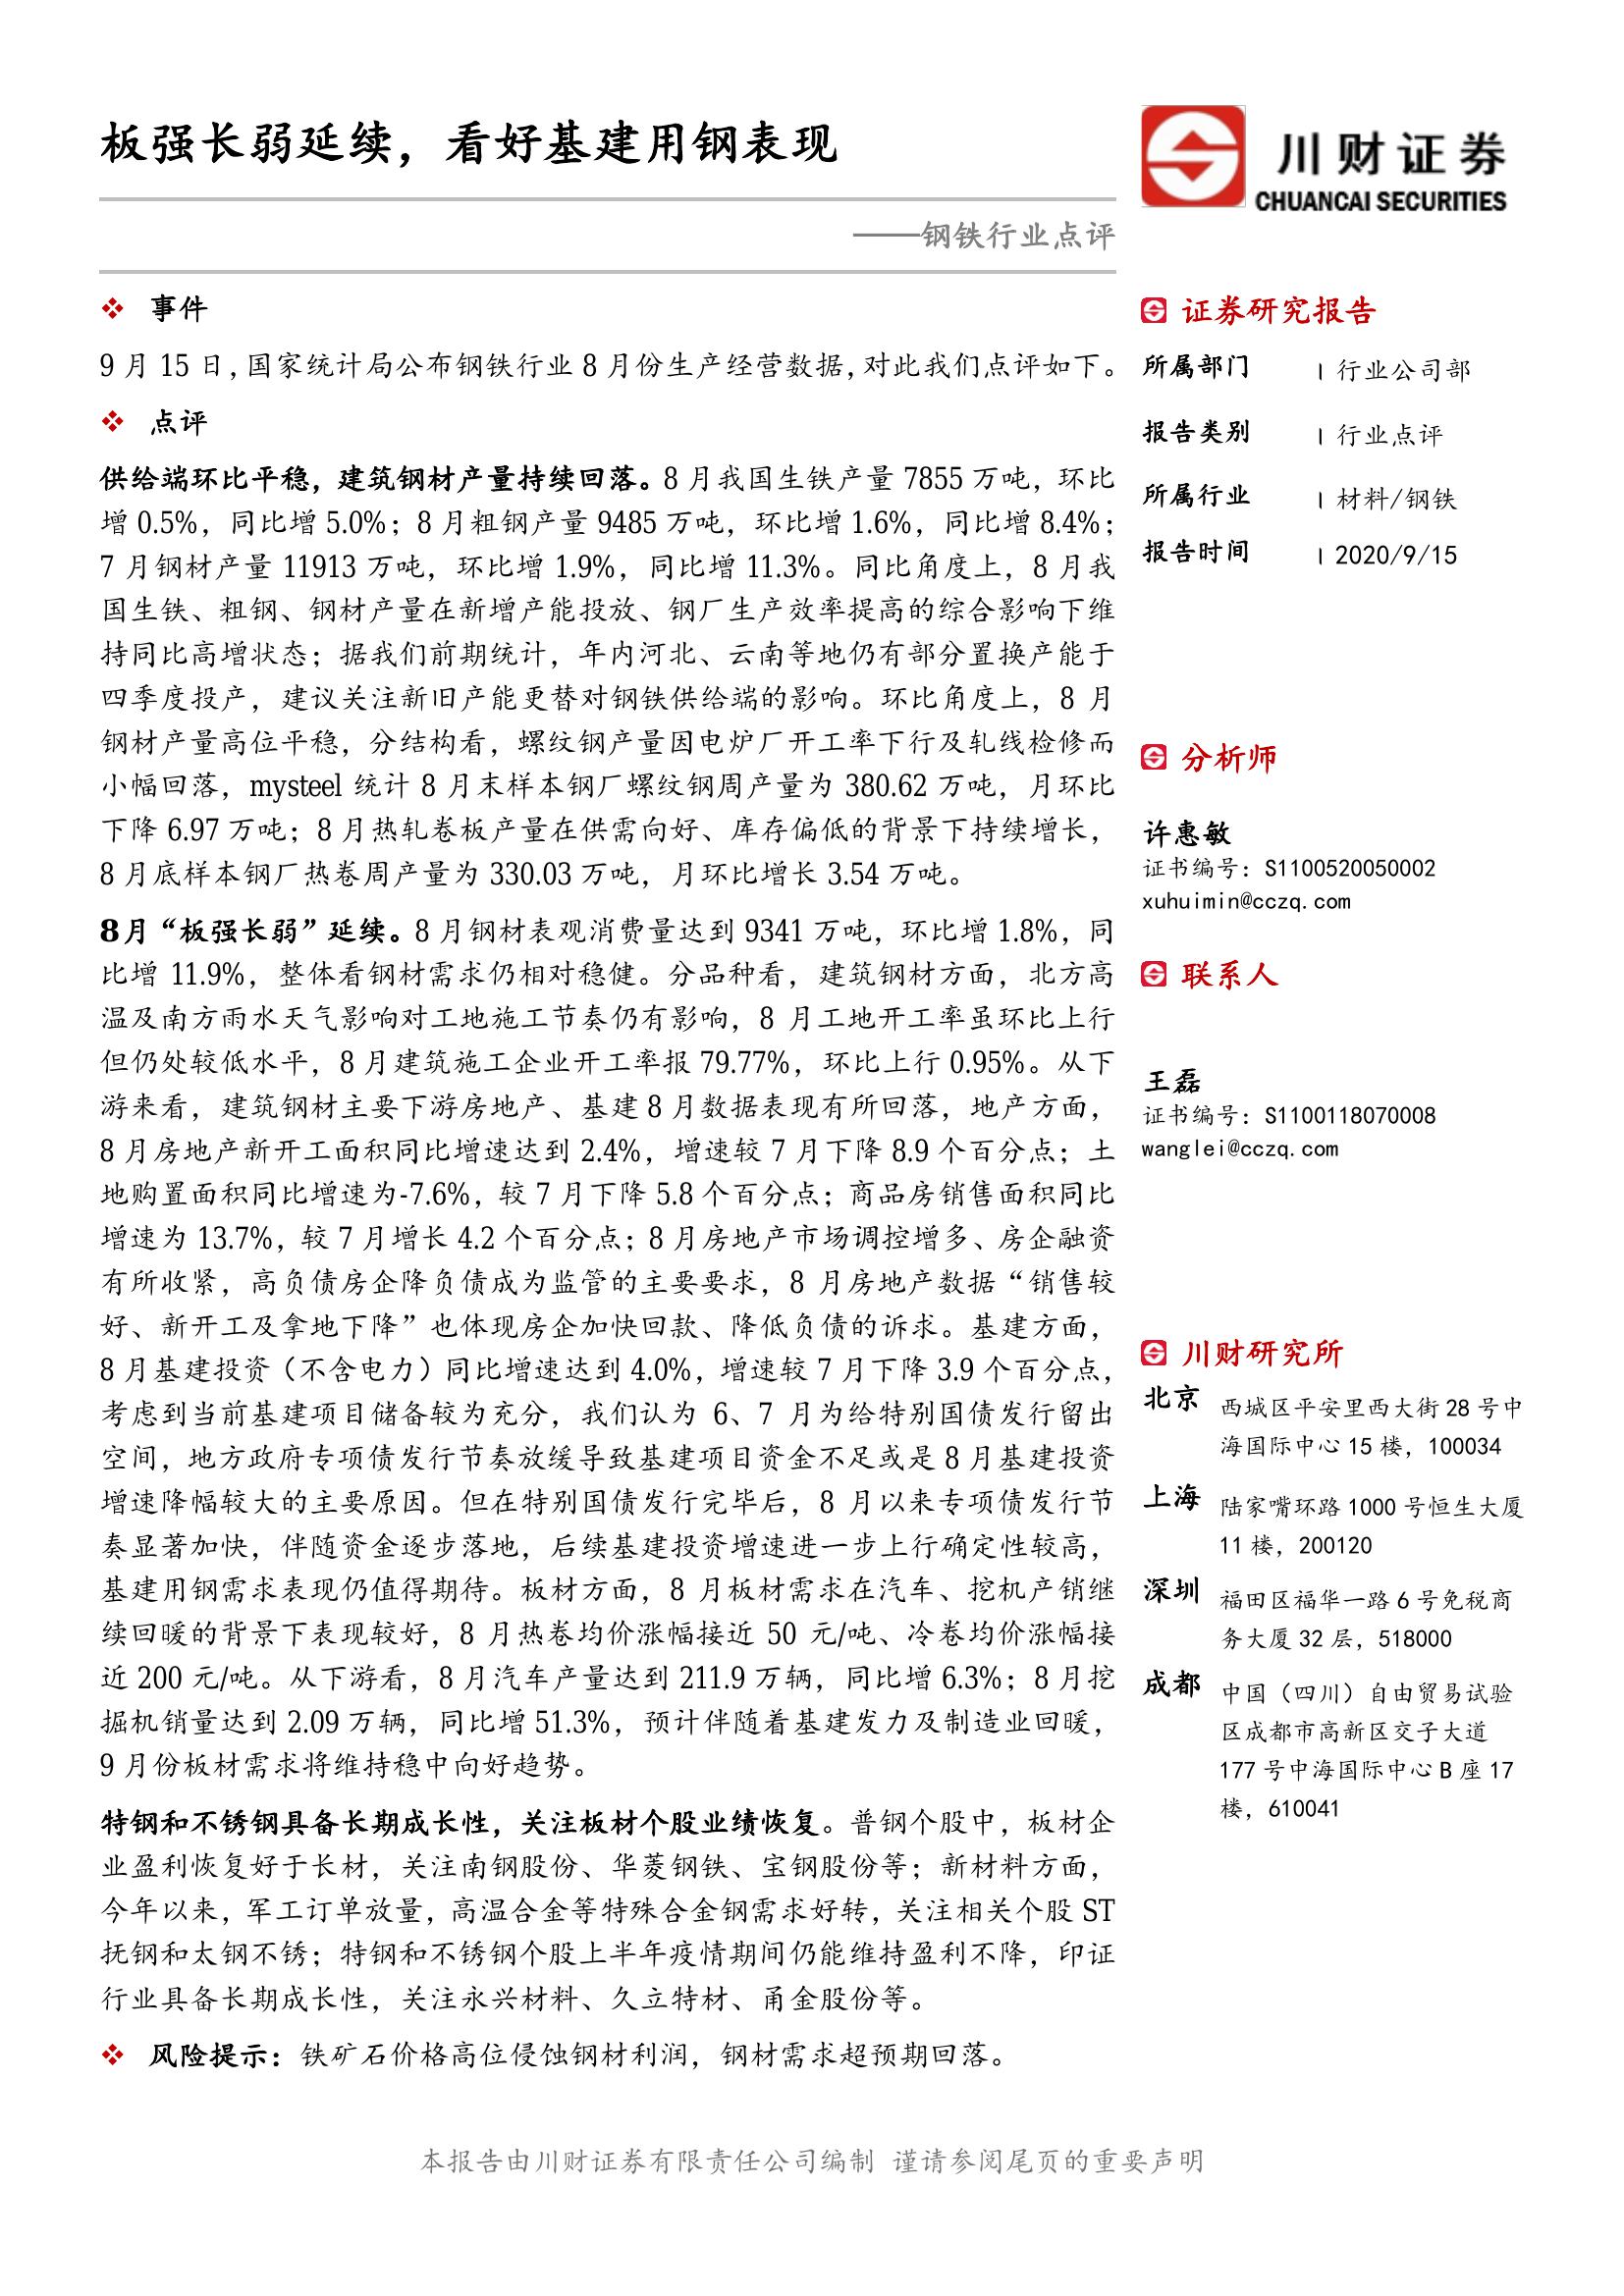 板强长弱延续，看好基建用钢表现
川财证券
CHUANCAI SECURITIES
——钢铁行业点评
事件
9 月 15 日，国家统计局公布钢铁行业 8 月份生产经营数据，对此我们点评如下。
点评
供给端环比平稳，建筑钢材产量持续回落。8 月我国生铁产量 7855 万吨，环比
增 0.5%，同比增 5.0%；8 月粗钢产量 9485 万吨，环比增 1.6%，同比增 8.4%；
7 月钢材产量 11913 万吨，环比增 1.9%，同比增 11.3%。同比角度上，8 月我
国生铁、粗钢、钢材产量在新增产能投放、钢厂生产效率提高的综合影响下维
持同比高增状态；据我们前期统计，年内河北、云南等地仍有部分置换产能于
四季度投产，建议关注新旧产能更替对钢铁供给端的影响。环比角度上，8 月
钢材产量高位平稳，分结构看，螺纹钢产量因电炉厂开工率下行及轧线检修而
小幅回落，mysteel 统计 8 月末样本钢厂螺纹钢周产量为 380.62 万吨，月环比
下降 6.97 万吨；8 月热轧卷板产量在供需向好、库存偏低的背景下持续增长，
8 月底样本钢厂热卷周产量为 330.03 万吨，月环比增长 3.54 万吨。
8月“板强长弱”延续。8 月钢材表观消费量达到 9341 万吨，环比增 1.8%，同
比增 11.9%，整体看钢材需求仍相对稳健。分品种看，建筑钢材方面，北方高
温及南方雨水天气影响对工地施工节奏仍有影响，8 月工地开工率虽环比上行
但仍处较低水平，8 月建筑施工企业开工率报 79.77%，环比上行 0.95%。从下
游来看，建筑钢材主要下游房地产、基建 8 月数据表现有所回落，地产方面，
8 月房地产新开工面积同比增速达到 2.4%，增速较 7 月下降 8.9 个百分点；土
地购置面积同比增速为-7.6%，较 7 月下降 5.8 个百分点；商品房销售面积同比
增速为 13.7%，较 7 月增长 4.2 个百分点；8 月房地产市场调控增多、房企融资
有所收紧，高负债房企降负债成为监管的主要要求，8 月房地产数据“销售较
好、新开工及拿地下降”也体现房企加快回款、降低负债的诉求。基建方面，
8 月基建投资（不含电力）同比增速达到 4.0%，增速较 7 月下降 3.9 个百分点，
考虑到当前基建项目储备较为充分，我们认为 6、7 月为给特别国债发行留出
空间，地方政府专项债发行节奏放缓导致基建项目资金不足或是 8 月基建投资
增速降幅较大的主要原因。但在特别国债发行完毕后，8 月以来专项债发行节
奏显著加快，伴随资金逐步落地，后续基建投资增速进一步上行确定性较高，
基建用钢需求表现仍值得期待。板材方面，8 月板材需求在汽车、挖机产销继
续回暖的背景下表现较好，8 月热卷均价涨幅接近 50 元/吨、冷卷均价涨幅接
近 200 元/吨。从下游看，8 月汽车产量达到 211.9 万辆，同比增 6.3%；8 月挖
掘机销量达到 2.09 万辆，同比增 51.3%，预计伴随着基建发力及制造业回暖，
9 月份板材需求将维持稳中向好趋势。
特钢和不锈钢具备长期成长性，关注板材个股业绩恢复。普钢个股中，板材企
业盈利恢复好于长材，关注南钢股份、华菱钢铁、宝钢股份等；新材料方面，
今年以来，军工订单放量，高温合金等特殊合金钢需求好转，关注相关个股 ST
抚钢和太钢不锈；特钢和不锈钢个股上半年疫情期间仍能维持盈利不降，印证
行业具备长期成长性，关注永兴材料、久立特材、甬金股份等。
风险提示：铁矿石价格高位侵蚀钢材利润，钢材需求超预期回落。
证券研究报告
所属部门 | 行业公司部
报告类别 | 行业点评
所属行业 | 材料/钢铁
报告时间 | 2020/9/15
分析师
许惠敏
证书编号：S1100520050002
xuhuimin@cczq.com
联系人
王磊
证书编号：S1100118070008
wanglei@cczq.com
川财研究所
北京 西城区平安里西大街 28 号中
海国际中心 15 楼，100034
上海 陆家嘴环路 1000 号恒生大厦
11 楼，200120
深圳 福田区福华一路 6 号免税商
务大厦 32 层，518000
成都 中国（四川）自由贸易试验
区成都市高新区交子大道
177 号中海国际中心 B 座 17
楼，610041
本报告由川财证券有限责任公司编制 谨请参阅尾页的重要声明